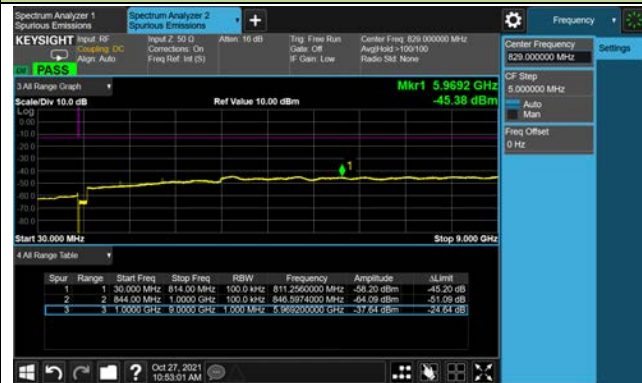 Spectrum Analyzer 1
Spurious Emissions
Spectrum Analyzer 2
Spurious Emissions
+
Frequency
KEYSIGHT
Input: RF
Coupling: DC
Align: Auto
Input Z: 50 Ω
Corrections: On
Freq Ref: Int (S)
Atten: 16 dB
Trig: Free Run
Gate: Off
IF Gain: Low
Center Freq: 829.000000 MHz
Avg|Hold:>100/100
Radio Std: None
PASS
Center Frequency
829.000000 MHz
Settings
CF Step
5.000000 MHz
Auto
Man
Freq Offset
0 Hz
3 All Range Graph
Scale/Div 10.0 dB
Ref Value 10.00 dBm
Mkr1 5.9692 GHz
-45.38 dBm
Log
0.00
-10.0
-20.0
-30.0
-40.0
-50.0
-60.0
-70.0
-80.0
1
Start 30.000 MHz
Stop 9.000 GHz
4 All Range Table
Spur Range Start Freq Stop Freq RBW Frequency Amplitude ΔLimit
1 1 30.000 MHz 814.00 MHz 100.0 kHz 811.2560000 MHz -58.20 dBm -45.20 dB
2 2 844.00 MHz 1.0000 GHz 100.0 kHz 846.5974000 MHz -64.09 dBm -51.09 dB
3 3 1.0000 GHz 9.0000 GHz 1.000 MHz 5.969200000 GHz -37.64 dBm -24.64 dB
?
Oct 27, 2021
10:53:01 AM